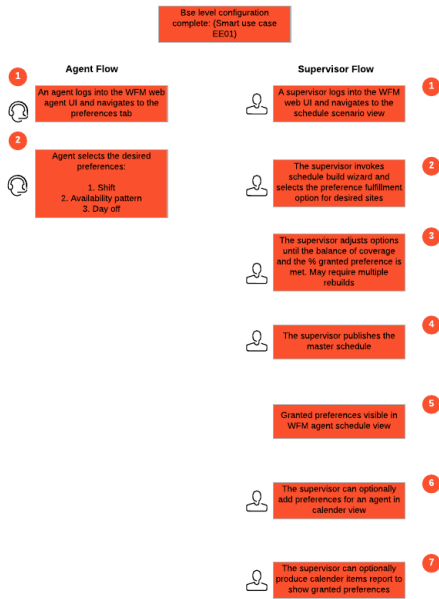 Bse level configuration
complete: (Smart use case
EE01)
Agent Flow
1
An agent logs into the WFM web
agent UI and navigates to the
preferences tab
2
Agent selects the desired
preferences:
1. Shift
2. Availability pattern
3. Day off
Supervisor Flow
1
A supervisor logs into the WFM
web UI and navigates to the
schedule scenario view
2
The supervisor invokes
schedule build wizard and
selects the preference fulfillment
option for desired sites
3
The supervisor adjusts options
until the balance of coverage
and the % granted preference is
met. May require multiple
rebuilds
4
The supervisor publishes the
master schedule
5
Granted preferences visible in
WFM agent schedule view
6
The supervisor can optionally
add preferences for an agent in
calender view
7
The supervisor can optionally
produce calender items report to
show granted preferences